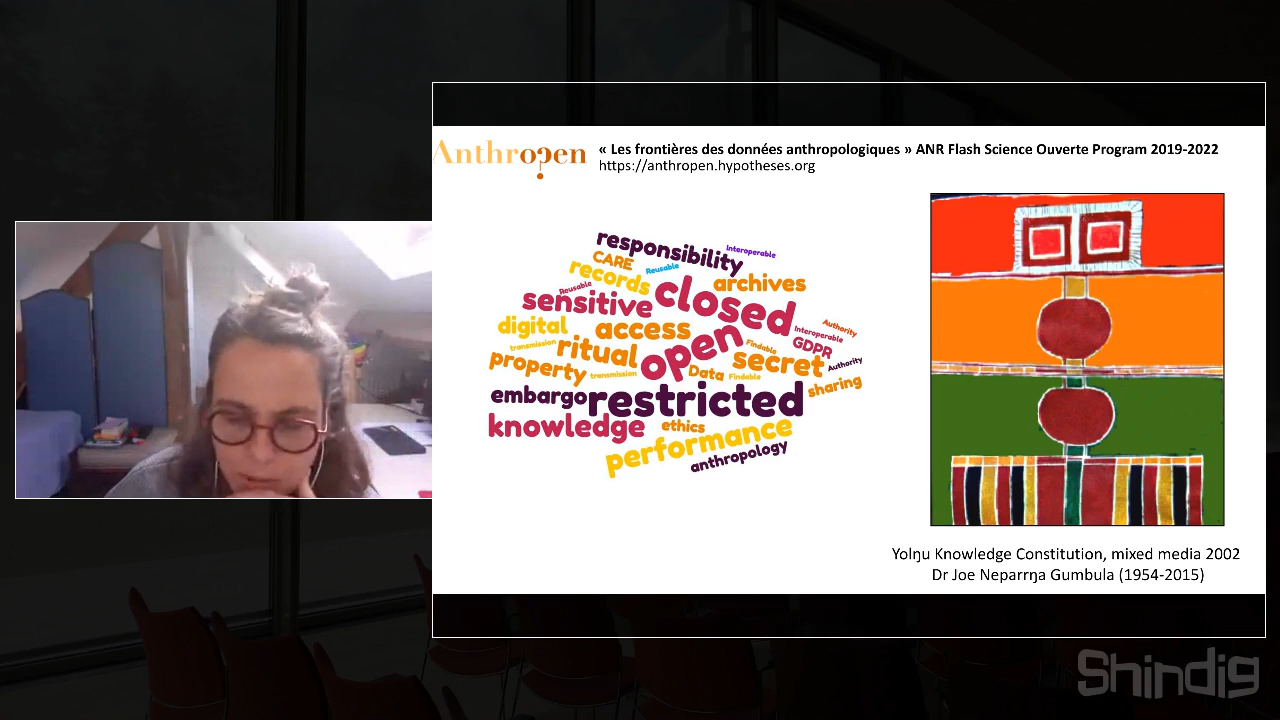 Anthropen
« Les frontières des données anthropologiques » ANR Flash Science Ouverte Program 2019-2022
https://anthropen.hypotheses.org
responsibility
Interoperable
CARE
Reusable
records
archives
Reusable
sensitive
closed
digital
access
Authority
Interoperable
transmission
ritual
open
Findable
GDPR
property
secret
Authority
transmission
Data
Findable
sharing
embargo
restricted
knowledge
ethics
performance
anthropology
Yolŋu Knowledge Constitution, mixed media 2002
Dr Joe Neparrŋa Gumbula (1954-2015)
Shindig